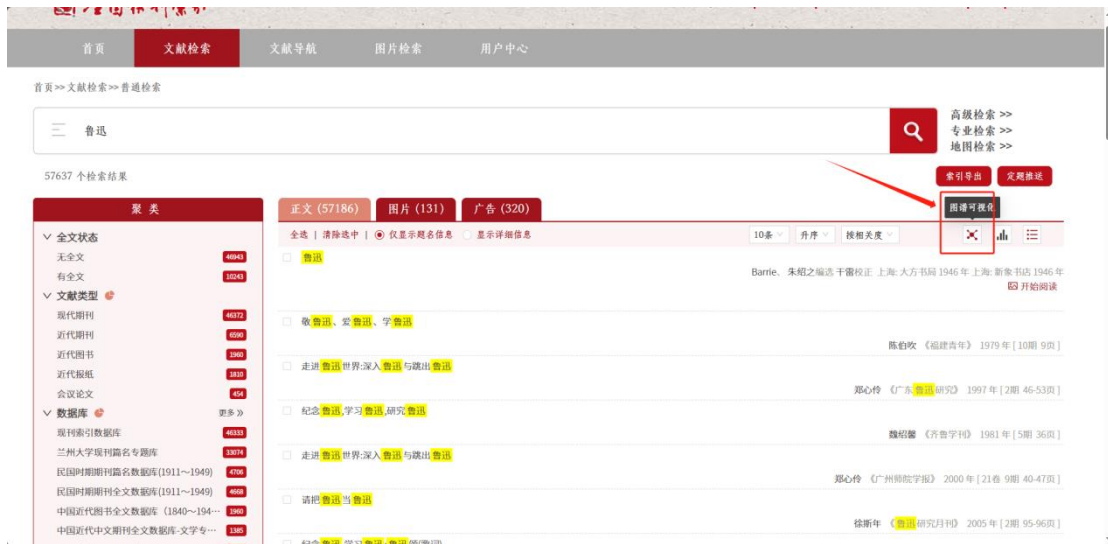 首页 文献检索 文献导航 图片检索 用户中心
首页>>文献检索>>普通检索
鲁迅
高级检索 >>
专业检索 >>
地图检索 >>
57637 个检索结果
索引导出 定题推送
聚 类
正文 (57186) 图片 (131) 广告 (320)
图谱可视化
全选 | 清除选中 | 仅显示题名信息 显示详细信息
10条 升序 按相关度
全文状态
无全文 46943
有全文 10243
文献类型
现代期刊 46372
近代期刊 6590
近代图书 1960
近代报纸 1810
会议论文 454
数据库 更多》
现刊索引数据库 46333
兰州大学现刊篇名专题库 33074
民国时期期刊篇名数据库(1911～1949) 4706
民国时期期刊全文数据库(1911～1949) 4668
中国近代图书全文数据库（1840～194⋯ 1960
中国近代中文期刊全文数据库-文学专⋯ 1385
鲁迅
Barrie、朱绍之编选 干雷校正 上海: 大方书局 1946 年 上海: 新象书店 1946 年
开始阅读
敬鲁迅、爱鲁迅、学鲁迅
陈伯吹 《福建青年》 1979 年 [ 10期 9页 ]
走进鲁迅世界:深入鲁迅与跳出鲁迅
郑心伶 《广东鲁迅研究》 1997 年 [ 2期 46-53页 ]
纪念鲁迅,学习鲁迅,研究鲁迅
魏绍馨 《齐鲁学刊》 1981 年 [ 5期 36页 ]
走进鲁迅世界:深入鲁迅与跳出鲁迅
郑心伶 《广州师院学报》 2000 年 [ 21卷 9期 40-47页 ]
请把鲁迅当鲁迅
徐斯年 《鲁迅研究月刊》 2005 年 [ 2期 95-96页 ]